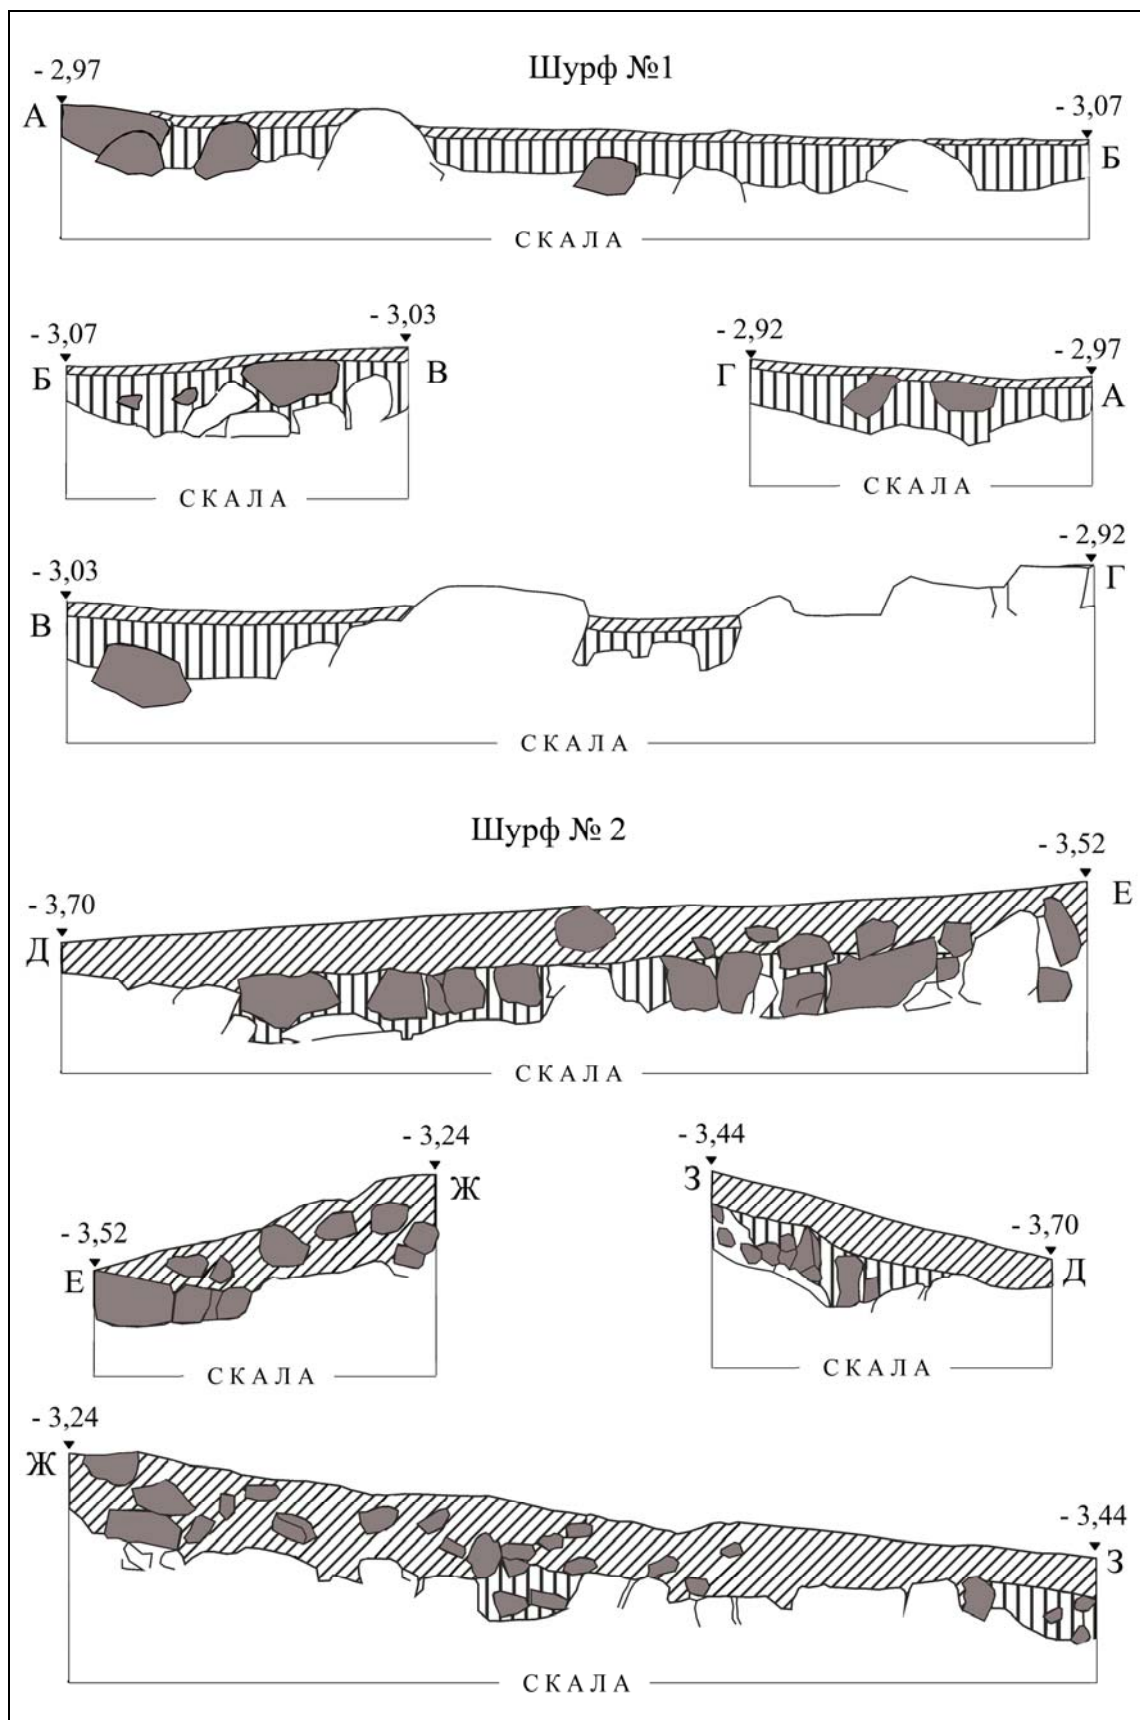 Шурф №1
- 2,97
- 3,07
А
Б
СКАЛА
- 3,07
- 3,03
Б
В
СКАЛА
- 2,92
- 2,97
Г
А
СКАЛА
- 3,03
- 2,92
В
Г
СКАЛА
Шурф № 2
- 3,70
- 3,52
Д
Е
СКАЛА
- 3,52
- 3,24
Е
Ж
СКАЛА
- 3,44
- 3,70
З
Д
СКАЛА
- 3,24
- 3,44
Ж
З
СКАЛА